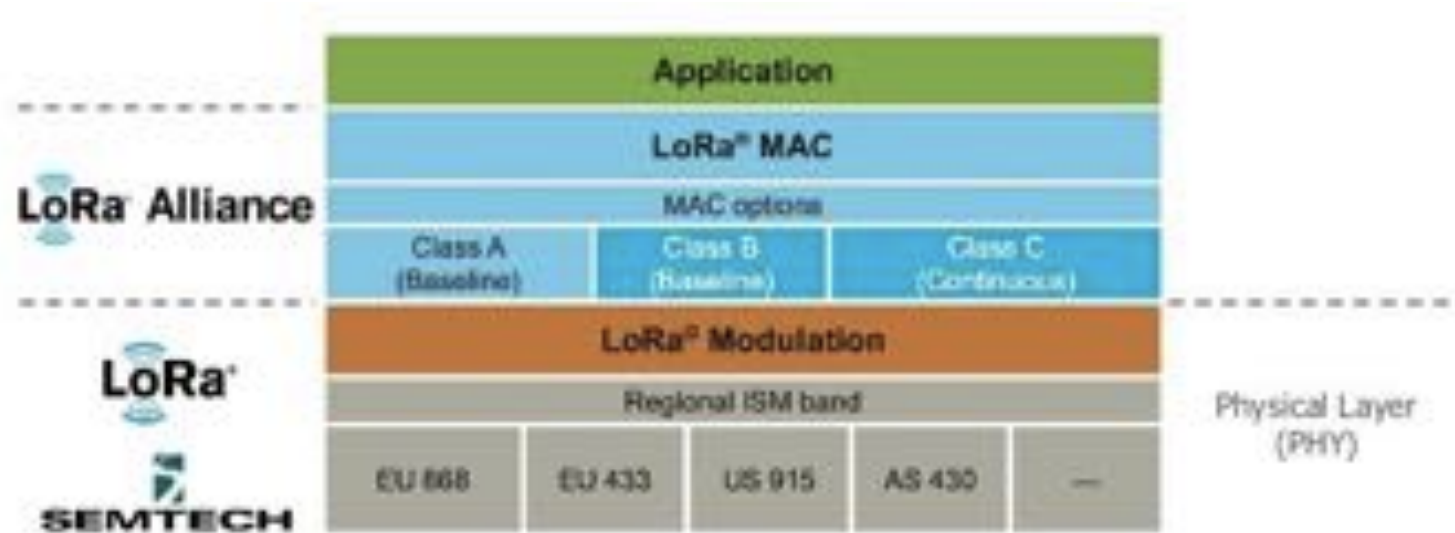 Application
LoRa® MAC
LoRa Alliance
MAC options
Class A
(Baseline)
Class B
(Baseline)
Class C
(Continuous)
LoRa® Modulation
LoRa
Regional ISM band
Physical Layer
(PHY)
EU 868
EU 433
US 915
AS 430
—
SEMTECH